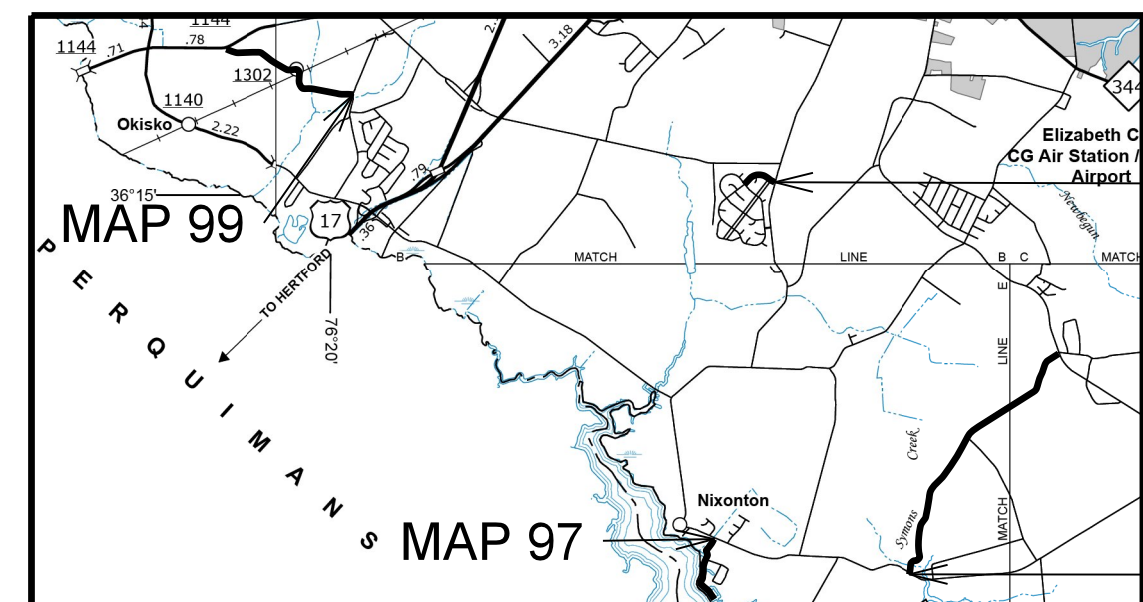 1144
1144
.71
.78
2.
3.18
1302
344
1140
Okisko
2.22
Elizabeth C
CG Air Station /
Airport
.79
36°15'
MAP 99
17
.36
Newbegun
B
MATCH
LINE
B C
MATCH
TO HERTFORD
76°20'
LINE
PERQUIMANS
Creek
Symons
MATCH
Nixonton
MAP 97